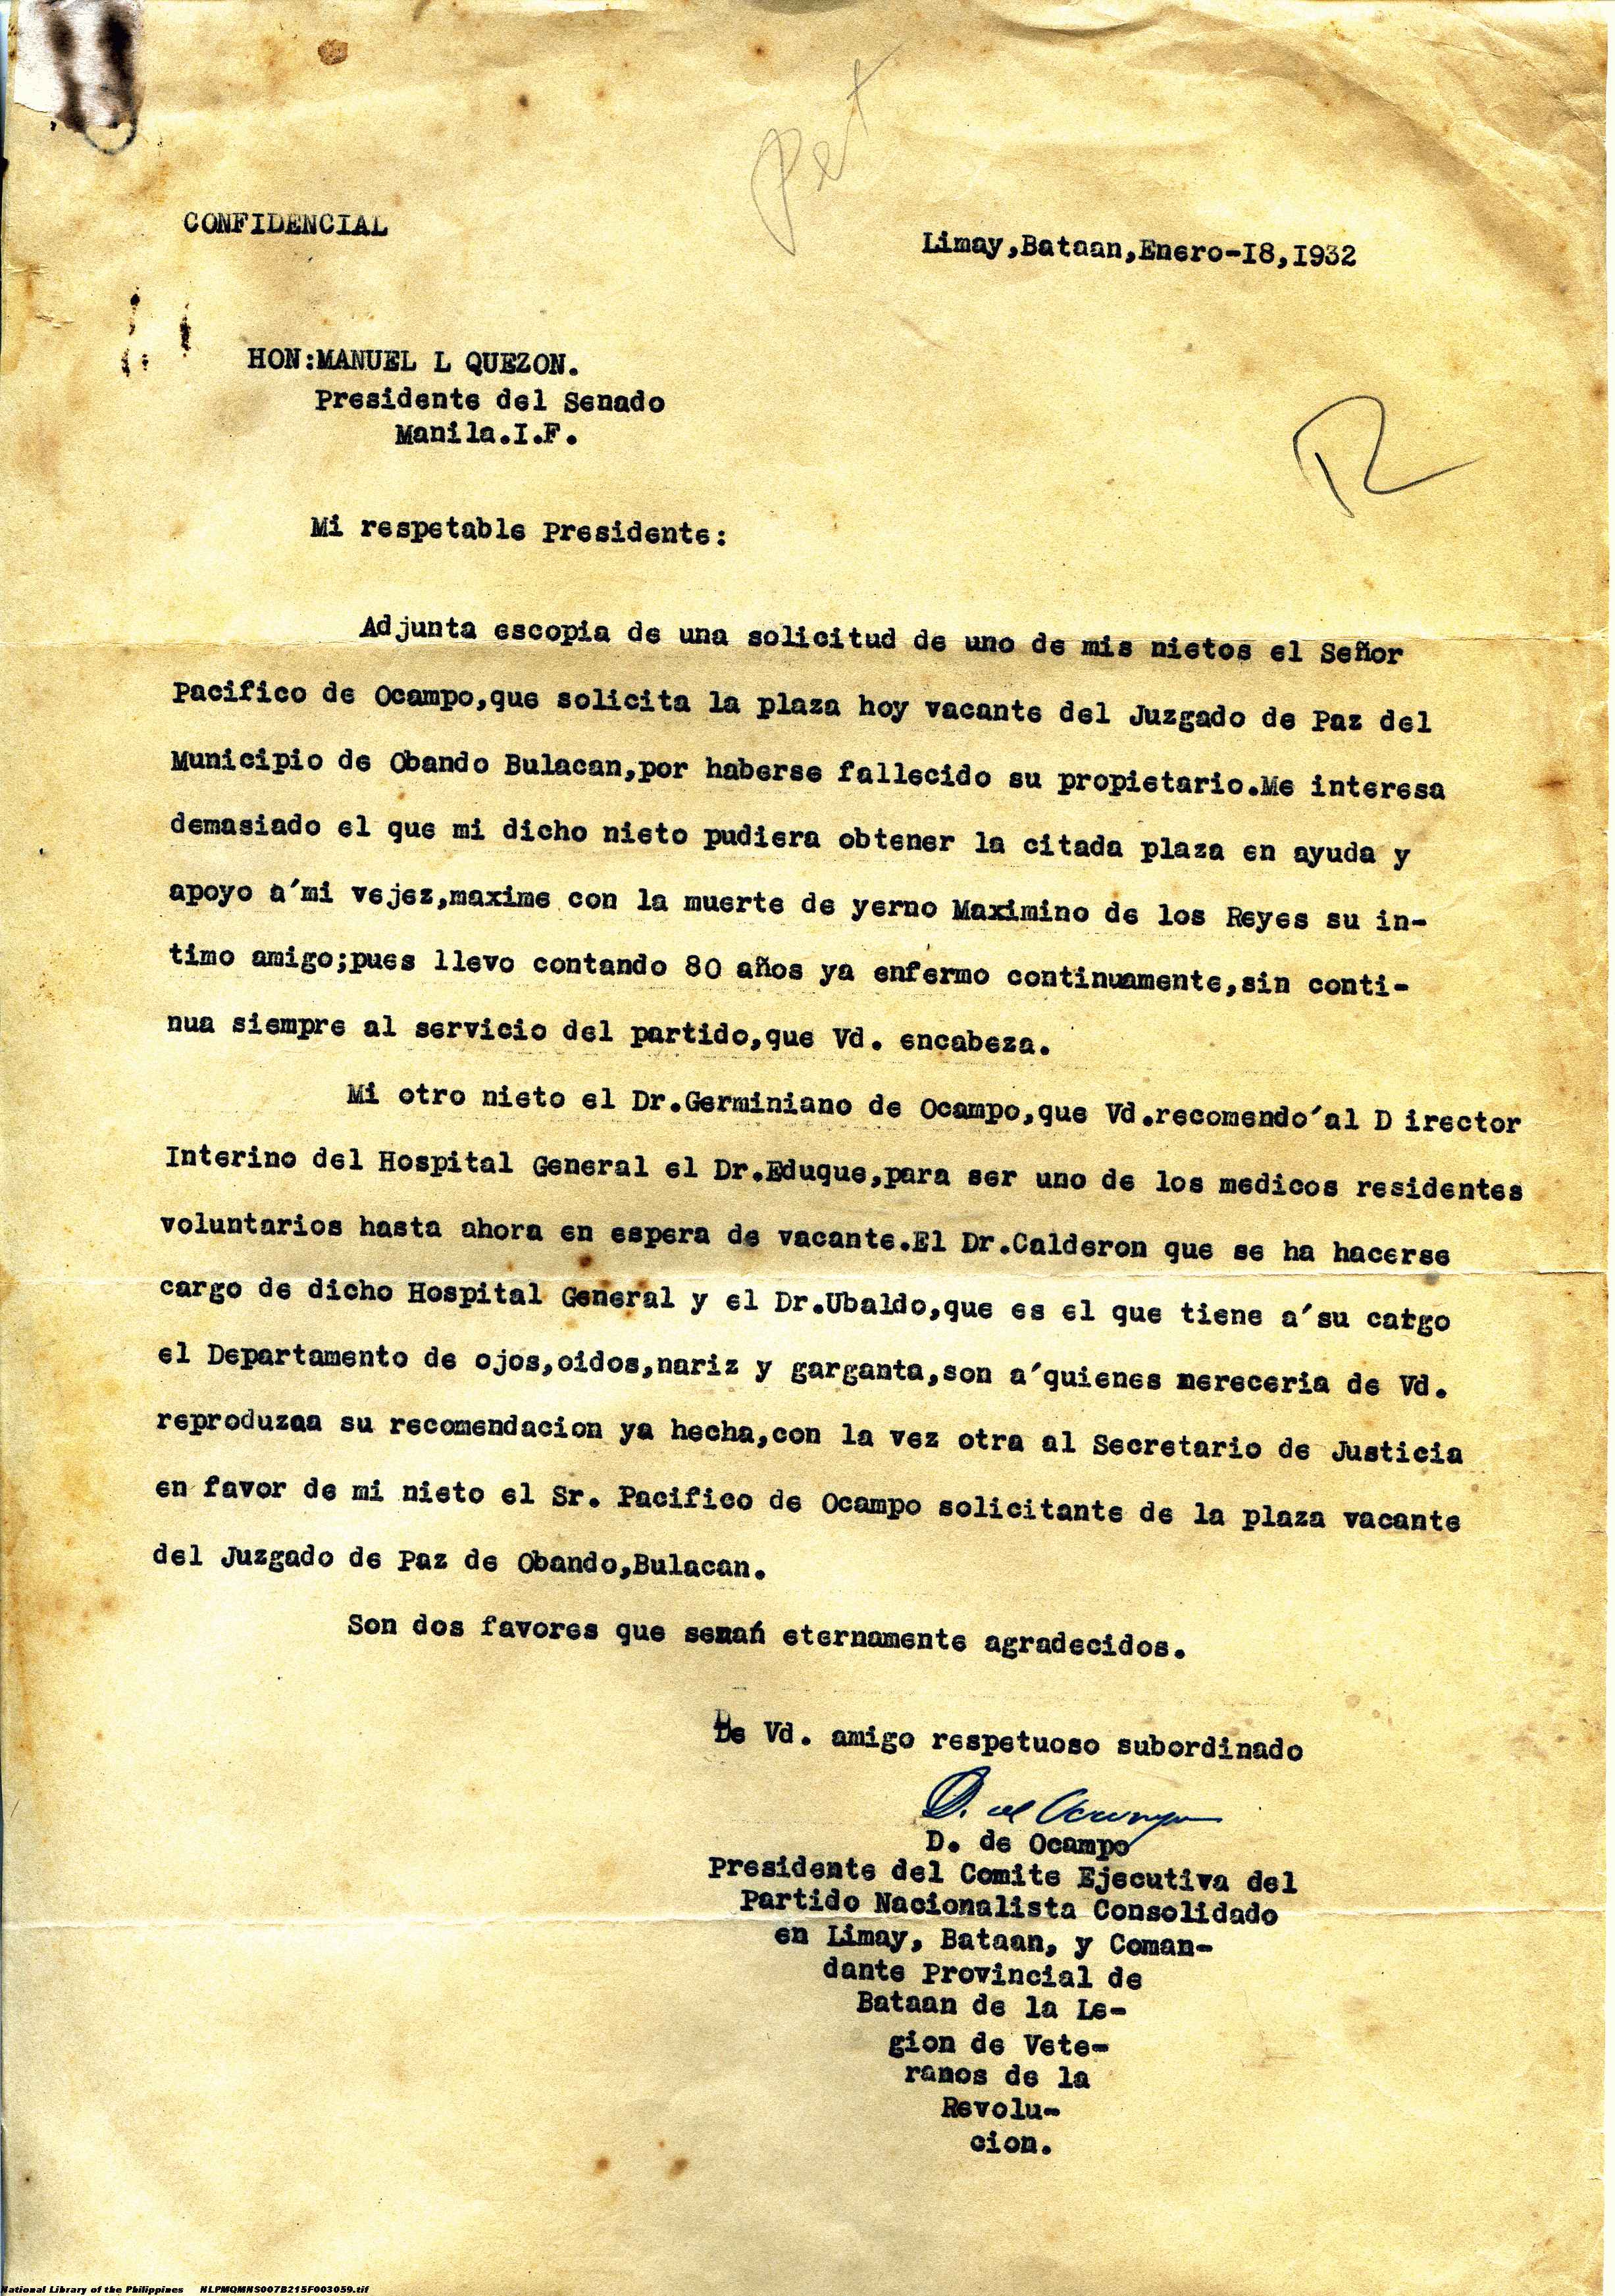 Pet
CONFIDENCIAL
Limay,Bataan,Enero-I8,I932
HON:MANUEL L QUEZON.
Presidente del Senado
Manila.I.F.
R
Mi respetable Presidente:
Adjunta escopia de una solicitud de uno de mis nietos el Señor
Pacifico de Ocampo,que solicita la plaza hoy vacante del Juzgado de Paz del
Municipio de Obando Bulacan,por haberse fallecido su propietario.Me interesa
demasiado el que mi dicho nieto pudiera obtener la citada plaza en ayuda y
apoyo a´mi vejez,maxime con la muerte de yerno Maximino de los Reyes su in-
timo amigo;pues llevo contando 80 años ya enfermo continuamente,sin conti-
nua siempre al servicio del partido,que Vd. encabeza.
Mi otro nieto el Dr.Germiniano de Ocampo,que Vd.recomendo´al D irector
Interino del Hospital General el Dr.Eduque,para ser uno de los medicos residentes
voluntarios hasta ahora en espera de vacante.El Dr.Calderon que se ha hacerse
cargo de dicho Hospital General y el Dr.Ubaldo,que es el que tiene a´su cargo
el Departamento de ojos,oidos,nariz y garganta,son a´quienes mereceria de Vd.
reproduzaa su recomendacion ya hecha,con la vez otra al Secretario de Justicia
en favor de mi nieto el Sr. Pacifico de Ocampo solicitante de la plaza vacante
del Juzgado de Paz de Obando,Bulacan.
Son dos favores que eternamente agradecidos.
De Vd. amigo respetuoso subordinado
D. de Ocampo
D. de Ocampo
Presidente del Comite Ejecutiva del
Partido Nacionalista Consolidado
en Limay, Bataan, y Coman-
dante Provincial de
Bataan de la Le-
gion de Vete-
ranos de la
Revolu-
cion.
National Library of the Philippines NLPMQMNS007B215F003059.tif